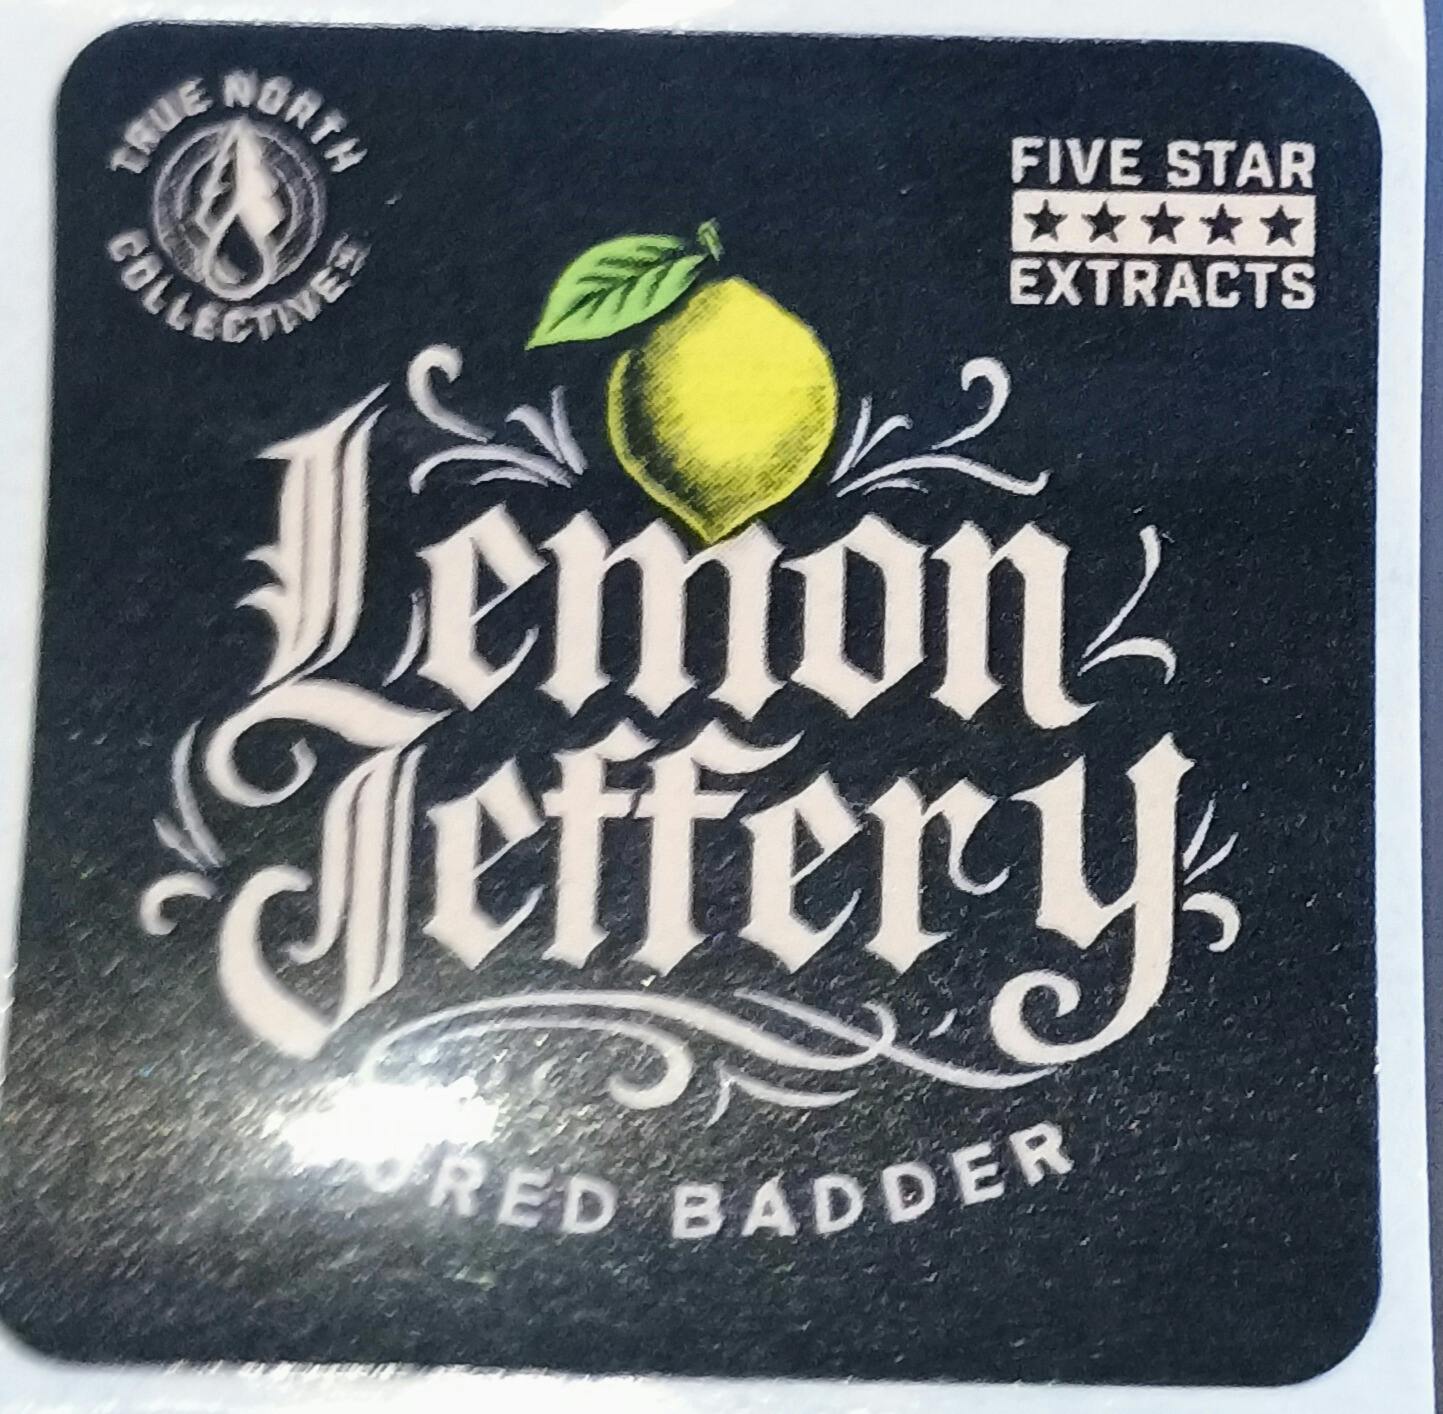 TRUE NORTH
COLLECTIVE
FIVE STAR
EXTRACTS
Lemon
Jeffery
BADDER